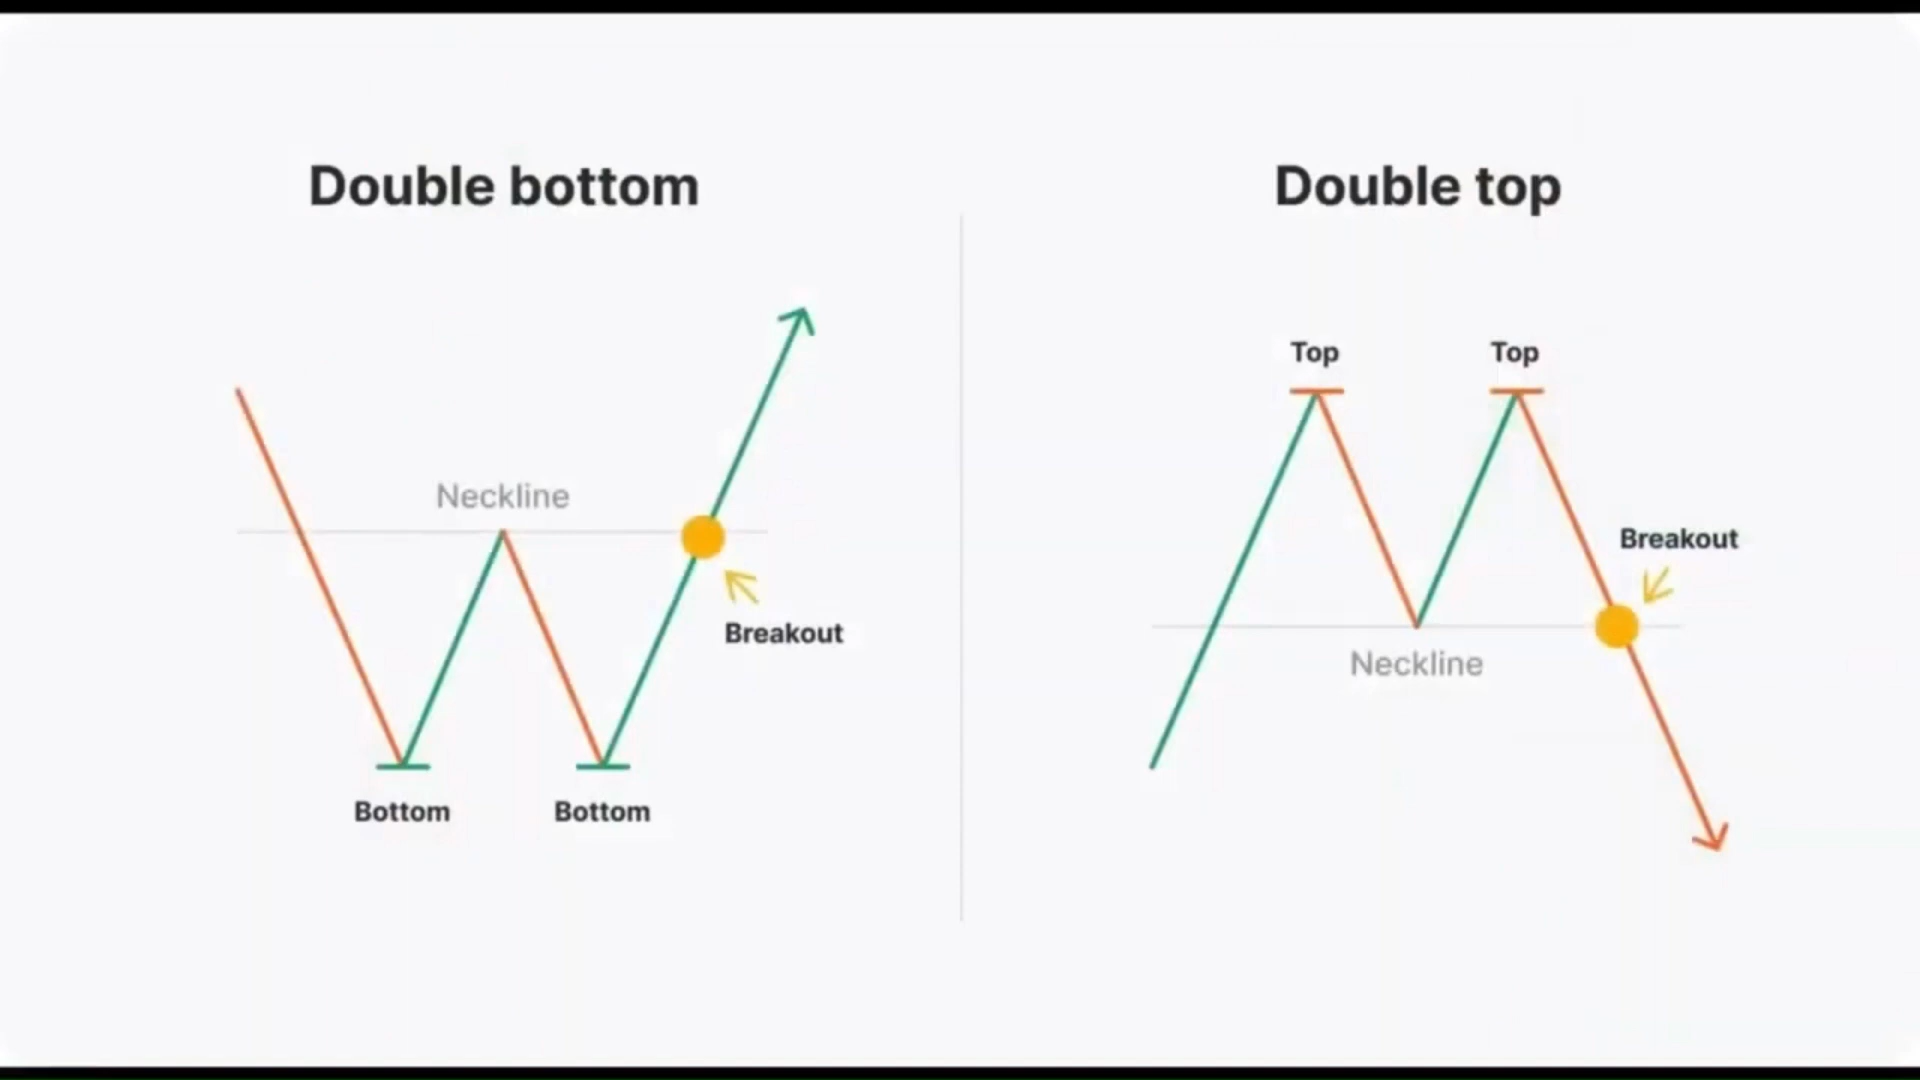 Double bottom
Neckline
Breakout
Bottom
Bottom
Double top
Top
Top
Breakout
Neckline